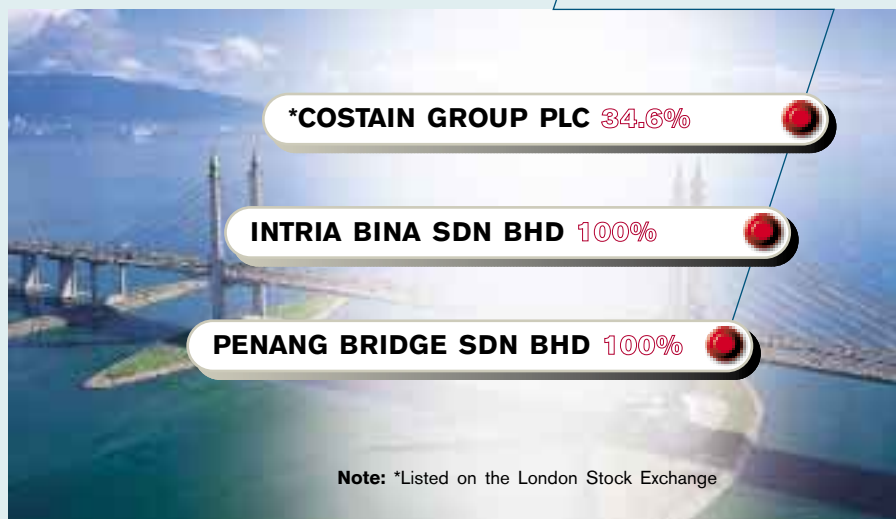 *COSTAIN GROUP PLC 34.6%
INTRIA BINA SDN BHD 100%
PENANG BRIDGE SDN BHD 100%
Note: *Listed on the London Stock Exchange